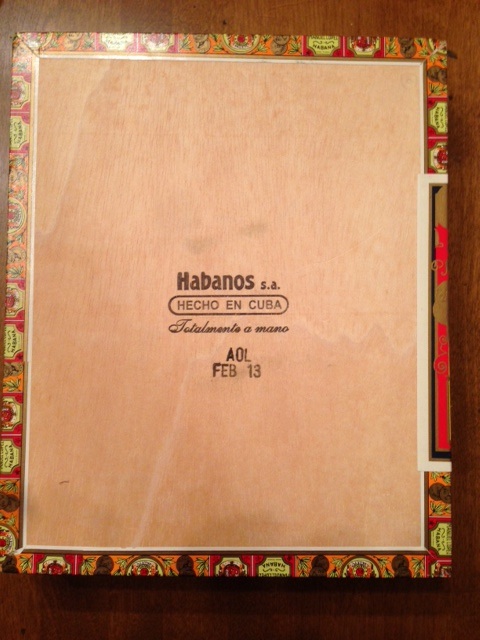 Habanos s.a.
HECHO EN CUBA
Totalmente a mano
AOL
FEB 13